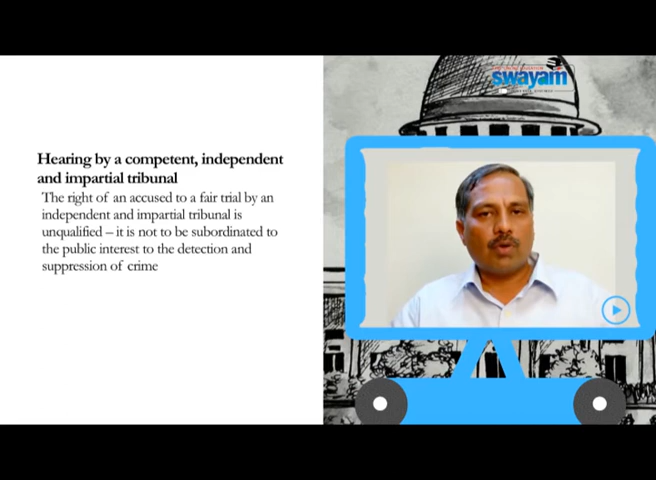 swayam
Hearing by a competent, independent
and impartial tribunal
The right of an accused to a fair trial by an
independent and impartial tribunal is
unqualified – it is not to be subordinated to
the public interest to the detection and
suppression of crime